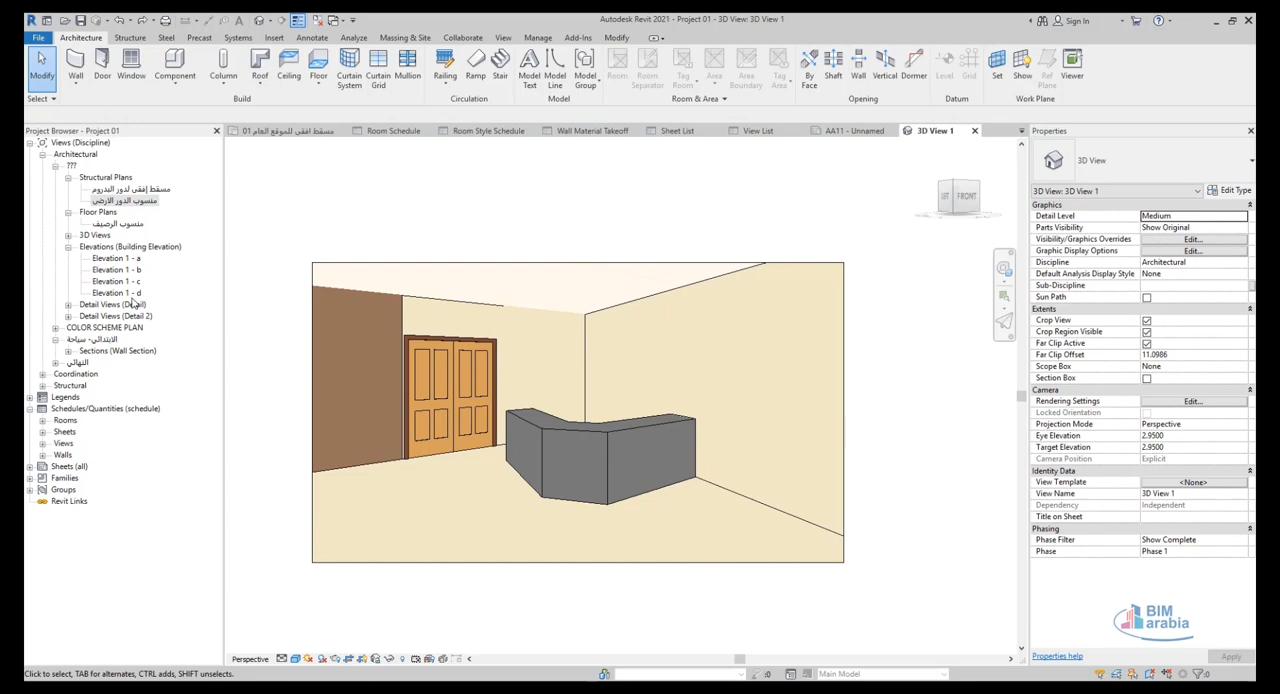 Autodesk Revit 2021 - Project 01 - 3D View: 3D View 1
Sign In
File Architecture Structure Steel Precast Systems Insert Annotate Analyze Massing & Site Collaborate View Manage Add-Ins Modify
Modify Wall Door Window Component Column Roof Ceiling Floor Curtain System Curtain Grid Mullion Railing Ramp Stair Model Text Model Line Model Group Room Room Separator Tag Room Area Area Boundary Tag Area By Face Shaft Wall Vertical Dormer Level Grid Set Show Ref Plane Viewer
Select Build Circulation Model Room & Area Opening Datum Work Plane
Project Browser - Project 01
Views (Discipline)
Architectural
???
Structural Plans
مسقط إفقى لدور البدروم
منسوب الدور الارضى
Floor Plans
منسوب الرصيف
3D Views
Elevations (Building Elevation)
Elevation 1 - a
Elevation 1 - b
Elevation 1 - c
Elevation 1 - d
Detail Views (Detail)
Detail Views (Detail 2)
COLOR SCHEME PLAN
الابتدائي- سياحة
Sections (Wall Section)
النهائي
Coordination
Structural
Legends
Schedules/Quantities (schedule)
Rooms
Sheets
Views
Walls
Sheets (all)
Families
Groups
Revit Links
مسقط افقى للموقع العام 01
Room Schedule
Room Style Schedule
Wall Material Takeoff
Sheet List
View List
AA11 - Unnamed
3D View 1
FRONT
Properties
3D View
3D View: 3D View 1 Edit Type
Graphics
Detail Level Medium
Parts Visibility Show Original
Visibility/Graphics Overrides Edit...
Graphic Display Options Edit...
Discipline Architectural
Default Analysis Display Style None
Sub-Discipline
Sun Path
Extents
Crop View
Crop Region Visible
Far Clip Active
Far Clip Offset 11.0986
Scope Box None
Section Box
Camera
Rendering Settings Edit...
Locked Orientation
Projection Mode Perspective
Eye Elevation 2.9500
Target Elevation 2.9500
Camera Position Explicit
Identity Data
View Template <None>
View Name 3D View 1
Dependency Independent
Title on Sheet
Phasing
Phase Filter Show Complete
Phase Phase 1
BIM
arabia
Properties help Apply
Perspective
Click to select, TAB for alternates, CTRL adds, SHIFT unselects.
:0 Main Model :0